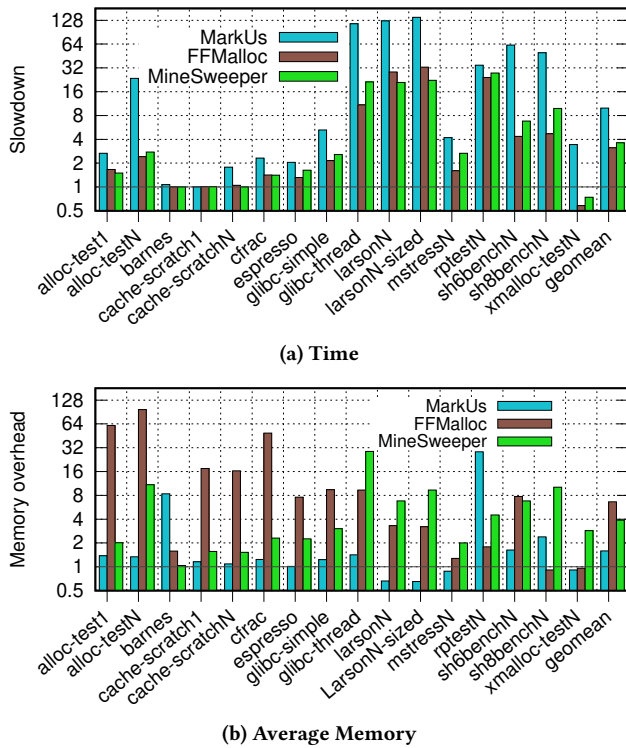 128
64
32
16
8
4
2
1
0.5
Slowdown
MarkUs
FFMalloc
MineSweeper
alloc-test1
alloc-testN
barnes
cache-scratch1
cache-scratchN
cfrac
espresso
glibc-simple
glibc-thread
larsonN
larsonN-sized
mstressN
rptestN
sh6benchN
sh8benchN
xmalloc-testN
geomean
(a) Time
128
64
32
16
8
4
2
1
0.5
Memory overhead
MarkUs
FFMalloc
MineSweeper
alloc-test1
alloc-testN
barnes
cache-scratch1
cache-scratchN
cfrac
espresso
glibc-simple
glibc-thread
larsonN
LarsonN-sized
mstressN
rptestN
sh6benchN
sh8benchN
xmalloc-testN
geomean
(b) Average Memory